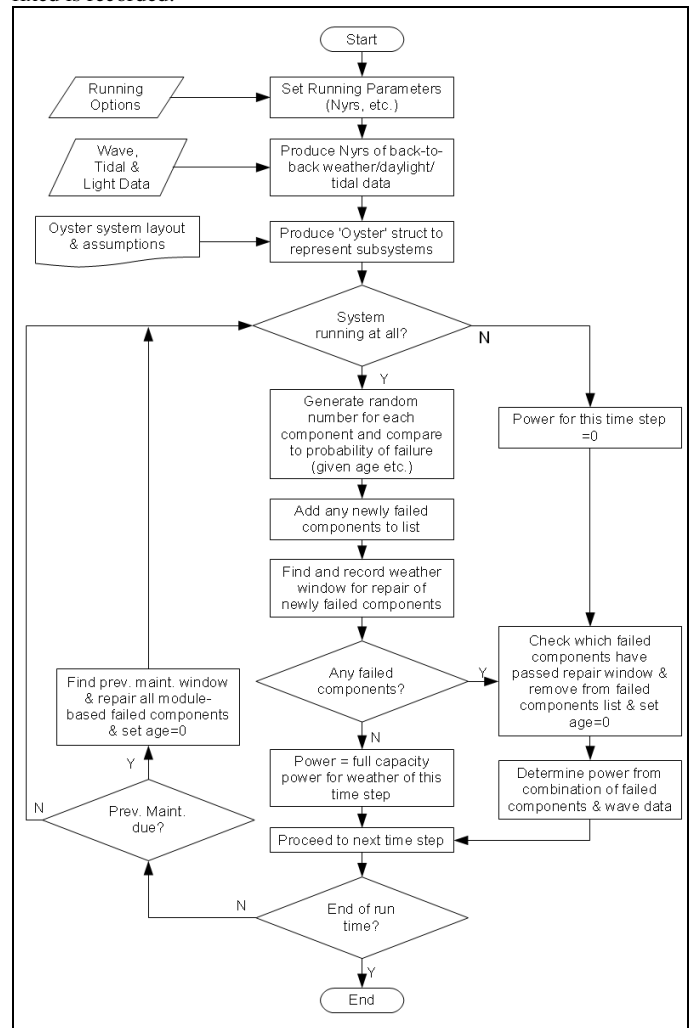 Start
Running
Options
Set Running Parameters
(Nyrs, etc.)
Wave,
Tidal &
Light Data
Produce Nyrs of back-to-
back weather/daylight/
tidal data
Oyster system layout
& assumptions
Produce 'Oyster' struct to
represent subsystems
System
running at all?
N
Y
Generate random
number for each
component and compare
to probability of failure
(given age etc.)
Power for this time step
=0
Add any newly failed
components to list
Find and record weather
window for repair of
newly failed components
Any failed
components?
Y
N
Check which failed
components have
passed repair window &
remove from failed
components list & set
age=0
Find prev. maint. window
& repair all module-
based failed components
& set age=0
Y
Power = full capacity
power for weather of this
time step
Determine power from
combination of failed
components & wave data
N
Prev. Maint.
due?
Proceed to next time step
N
End of run
time?
Y
End